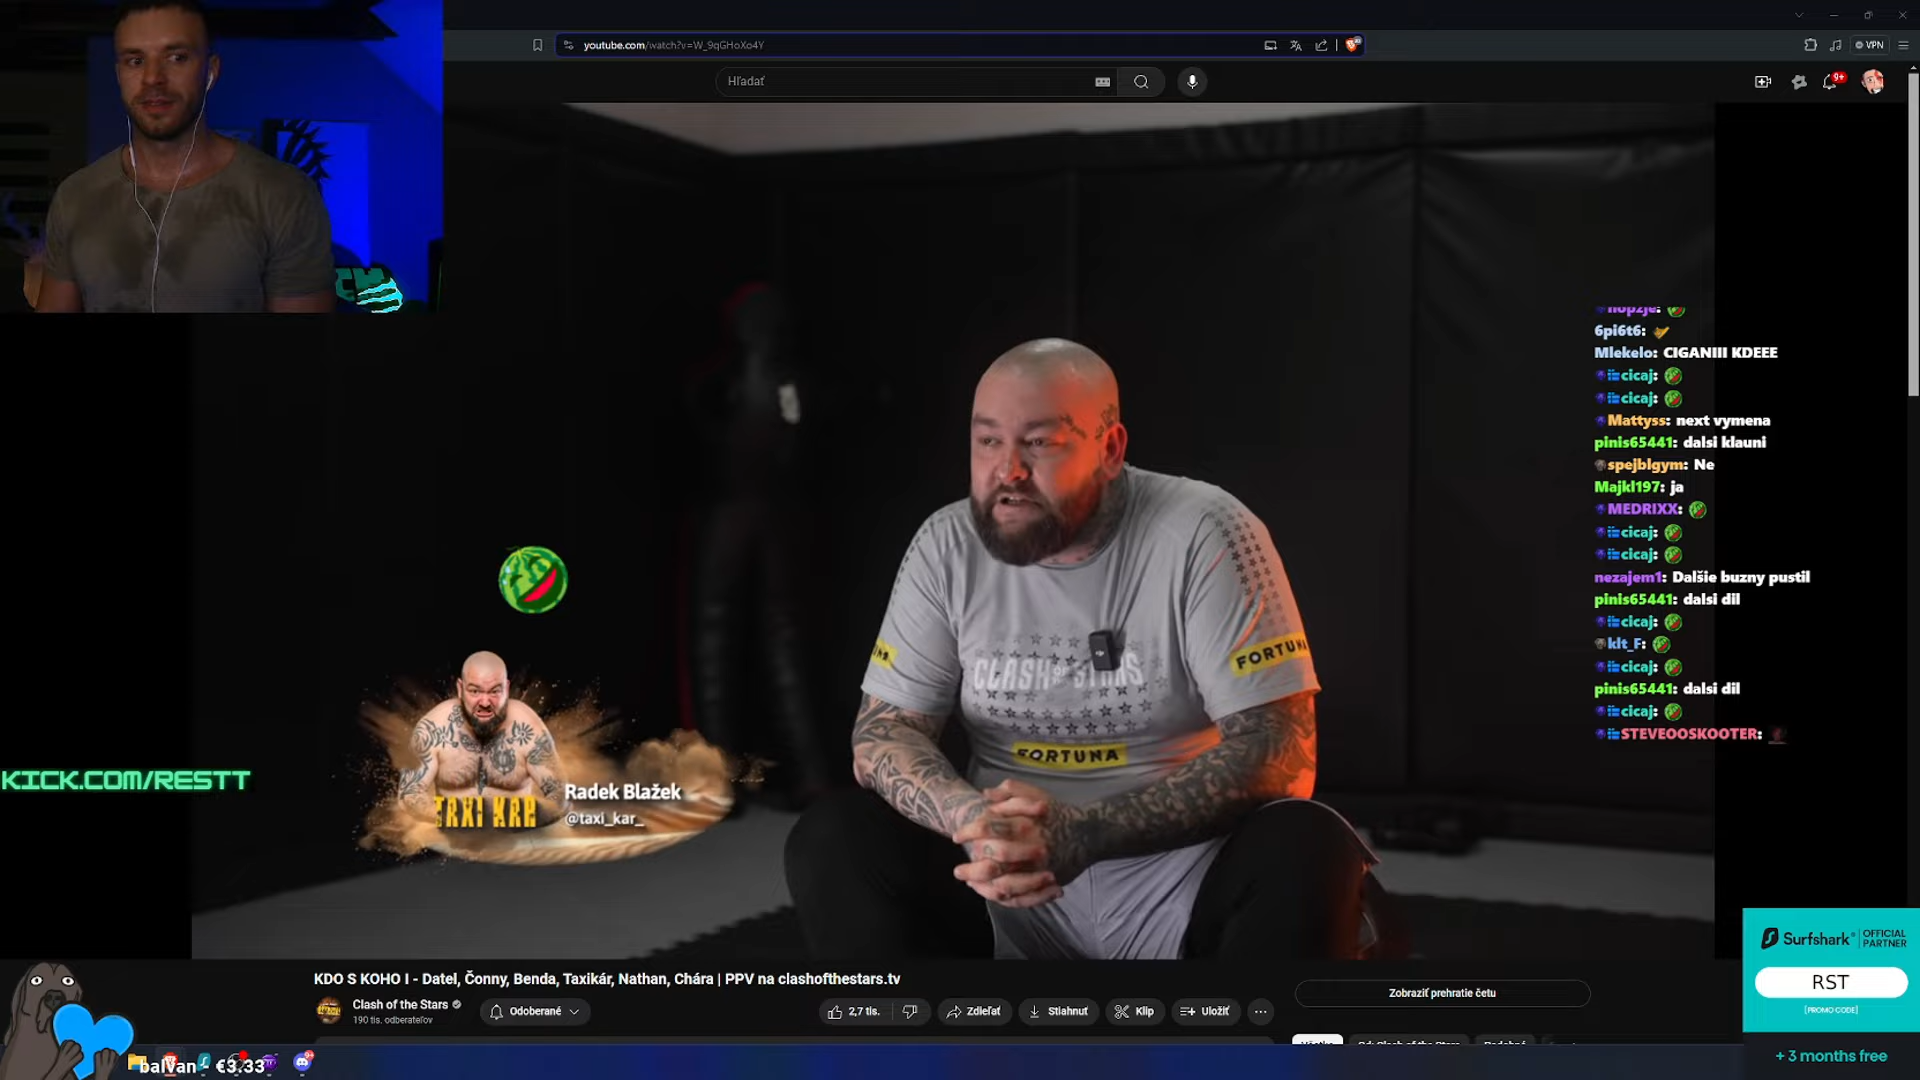 youtube.com/watch?v=W_9qGHoXo4Y
VPN
Hľadať
9+
hopzje:
6pi6t6:
Mlekelo: CIGANIII KDEEE
cicaj:
cicaj:
Mattyss: next vymena
pinis65441: dalsi klauni
spejblgym: Ne
Majkl197: ja
MEDRIXX:
cicaj:
cicaj:
nezajem1: Dalšie buzny pustil
pinis65441: dalsi dil
cicaj:
klt_F:
cicaj:
pinis65441: dalsi dil
cicaj:
STEVEOOSKOOTER:
CLASH OF STARS
FORTUNA
FORTUNA
KICK.COM/RESTT
TAXI KAR
Radek Blažek
@taxi_kar_
Surfshark® OFFICIAL PARTNER
RST
[PROMO CODE]
+ 3 months free
KDO S KOHO I - Datel, Čonny, Benda, Taxikár, Nathan, Chára | PPV na clashofthestars.tv
Clash of the Stars
190 tis. odberateľov
Odoberané
2,7 tis.
Zdieľať
Stiahnuť
Klip
Uložiť
Zobraziť prehratie četu
balvan - €3.33